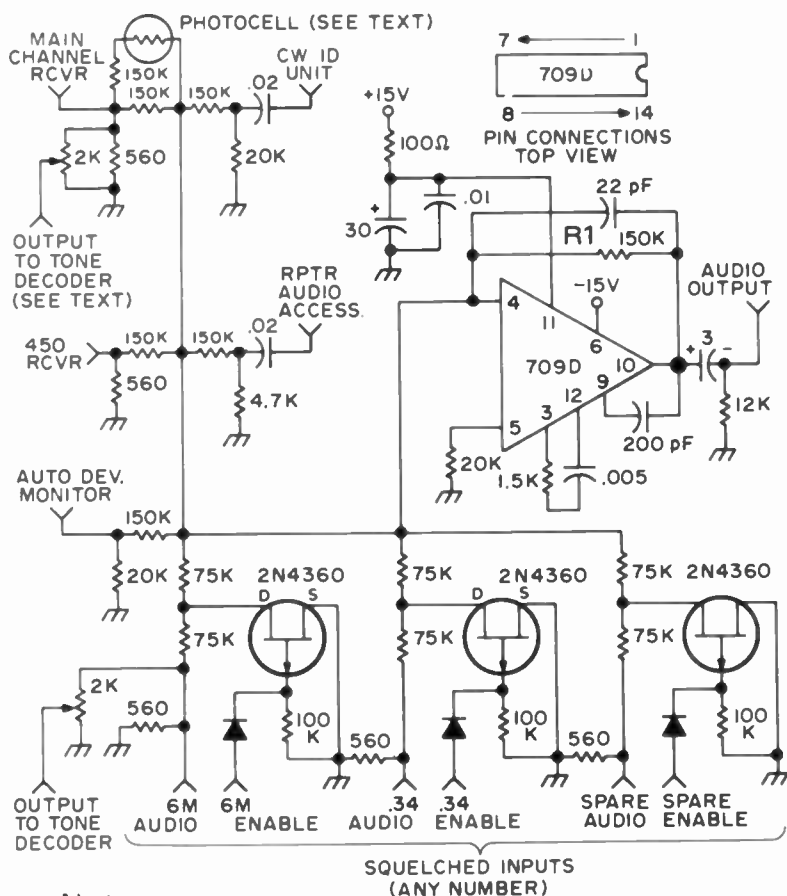 PHOTOCELL (SEE TEXT)
MAIN
CHANNEL
RCVR
150K
150K
150K
.02
CW ID
UNIT
2K
560
20K
OUTPUT
TO TONE
DECODER
(SEE TEXT)
7
1
709D
8
14
PIN CONNECTIONS
TOP VIEW
+15V
100Ω
+
30
.01
22 pF
R1
150K
-15V
AUDIO
OUTPUT
4
11
6
709D
10
9
12
3
5
+ 3 -
12K
200 pF
20K
1.5K
.005
450
RCVR
150K
150K
.02
RPTR
AUDIO
ACCESS.
560
4.7K
AUTO DEV.
MONITOR
150K
20K
75K
2N4360
D S
75K
100
K
2K
560
75K
2N4360
D S
75K
100
K
560
75K
2N4360
75K
100
K
560
OUTPUT
TO TONE
DECODER
6M
AUDIO
6M
ENABLE
.34
AUDIO
.34
ENABLE
SPARE
AUDIO
SPARE
ENABLE
SQUELCHED INPUTS
(ANY NUMBER)